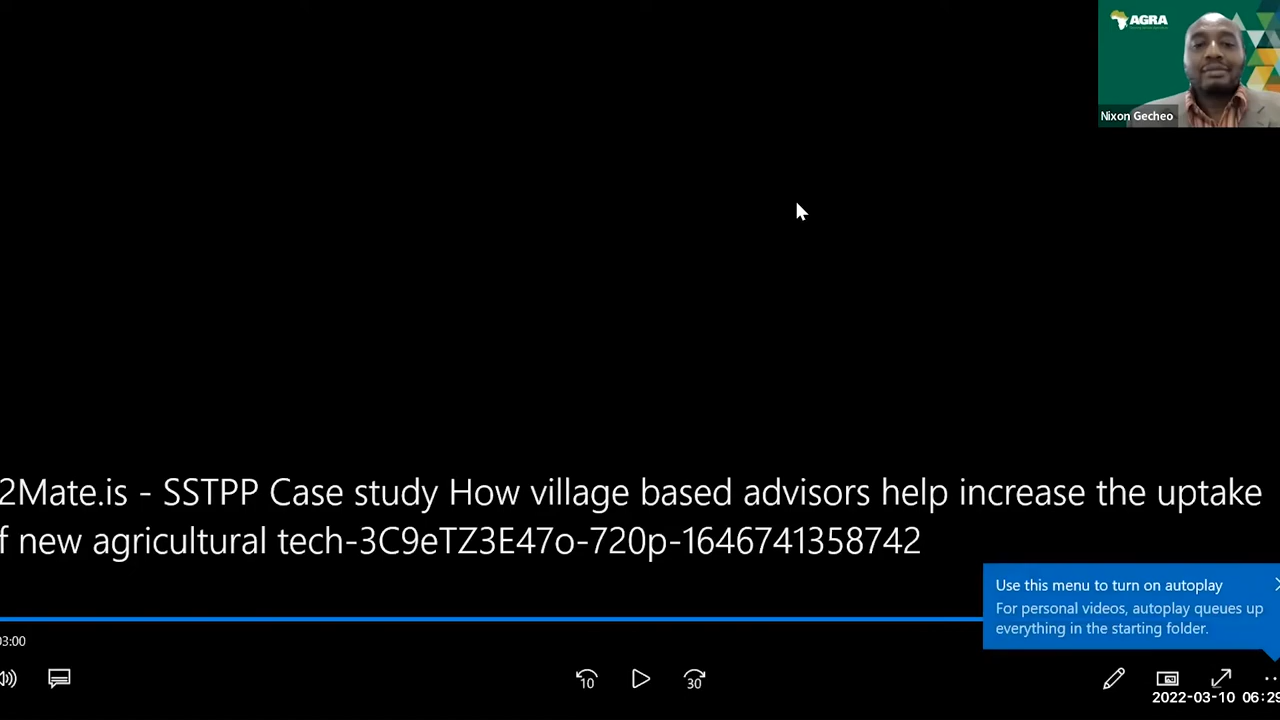 AGRA
Nixon Gecheo
2Mate.is - SSTPP Case study How village based advisors help increase the uptake
f new agricultural tech-3C9eTZ3E47o-720p-1646741358742
Use this menu to turn on autoplay
For personal videos, autoplay queues up
everything in the starting folder.
03:00
10
30
2022-03-10 06:29